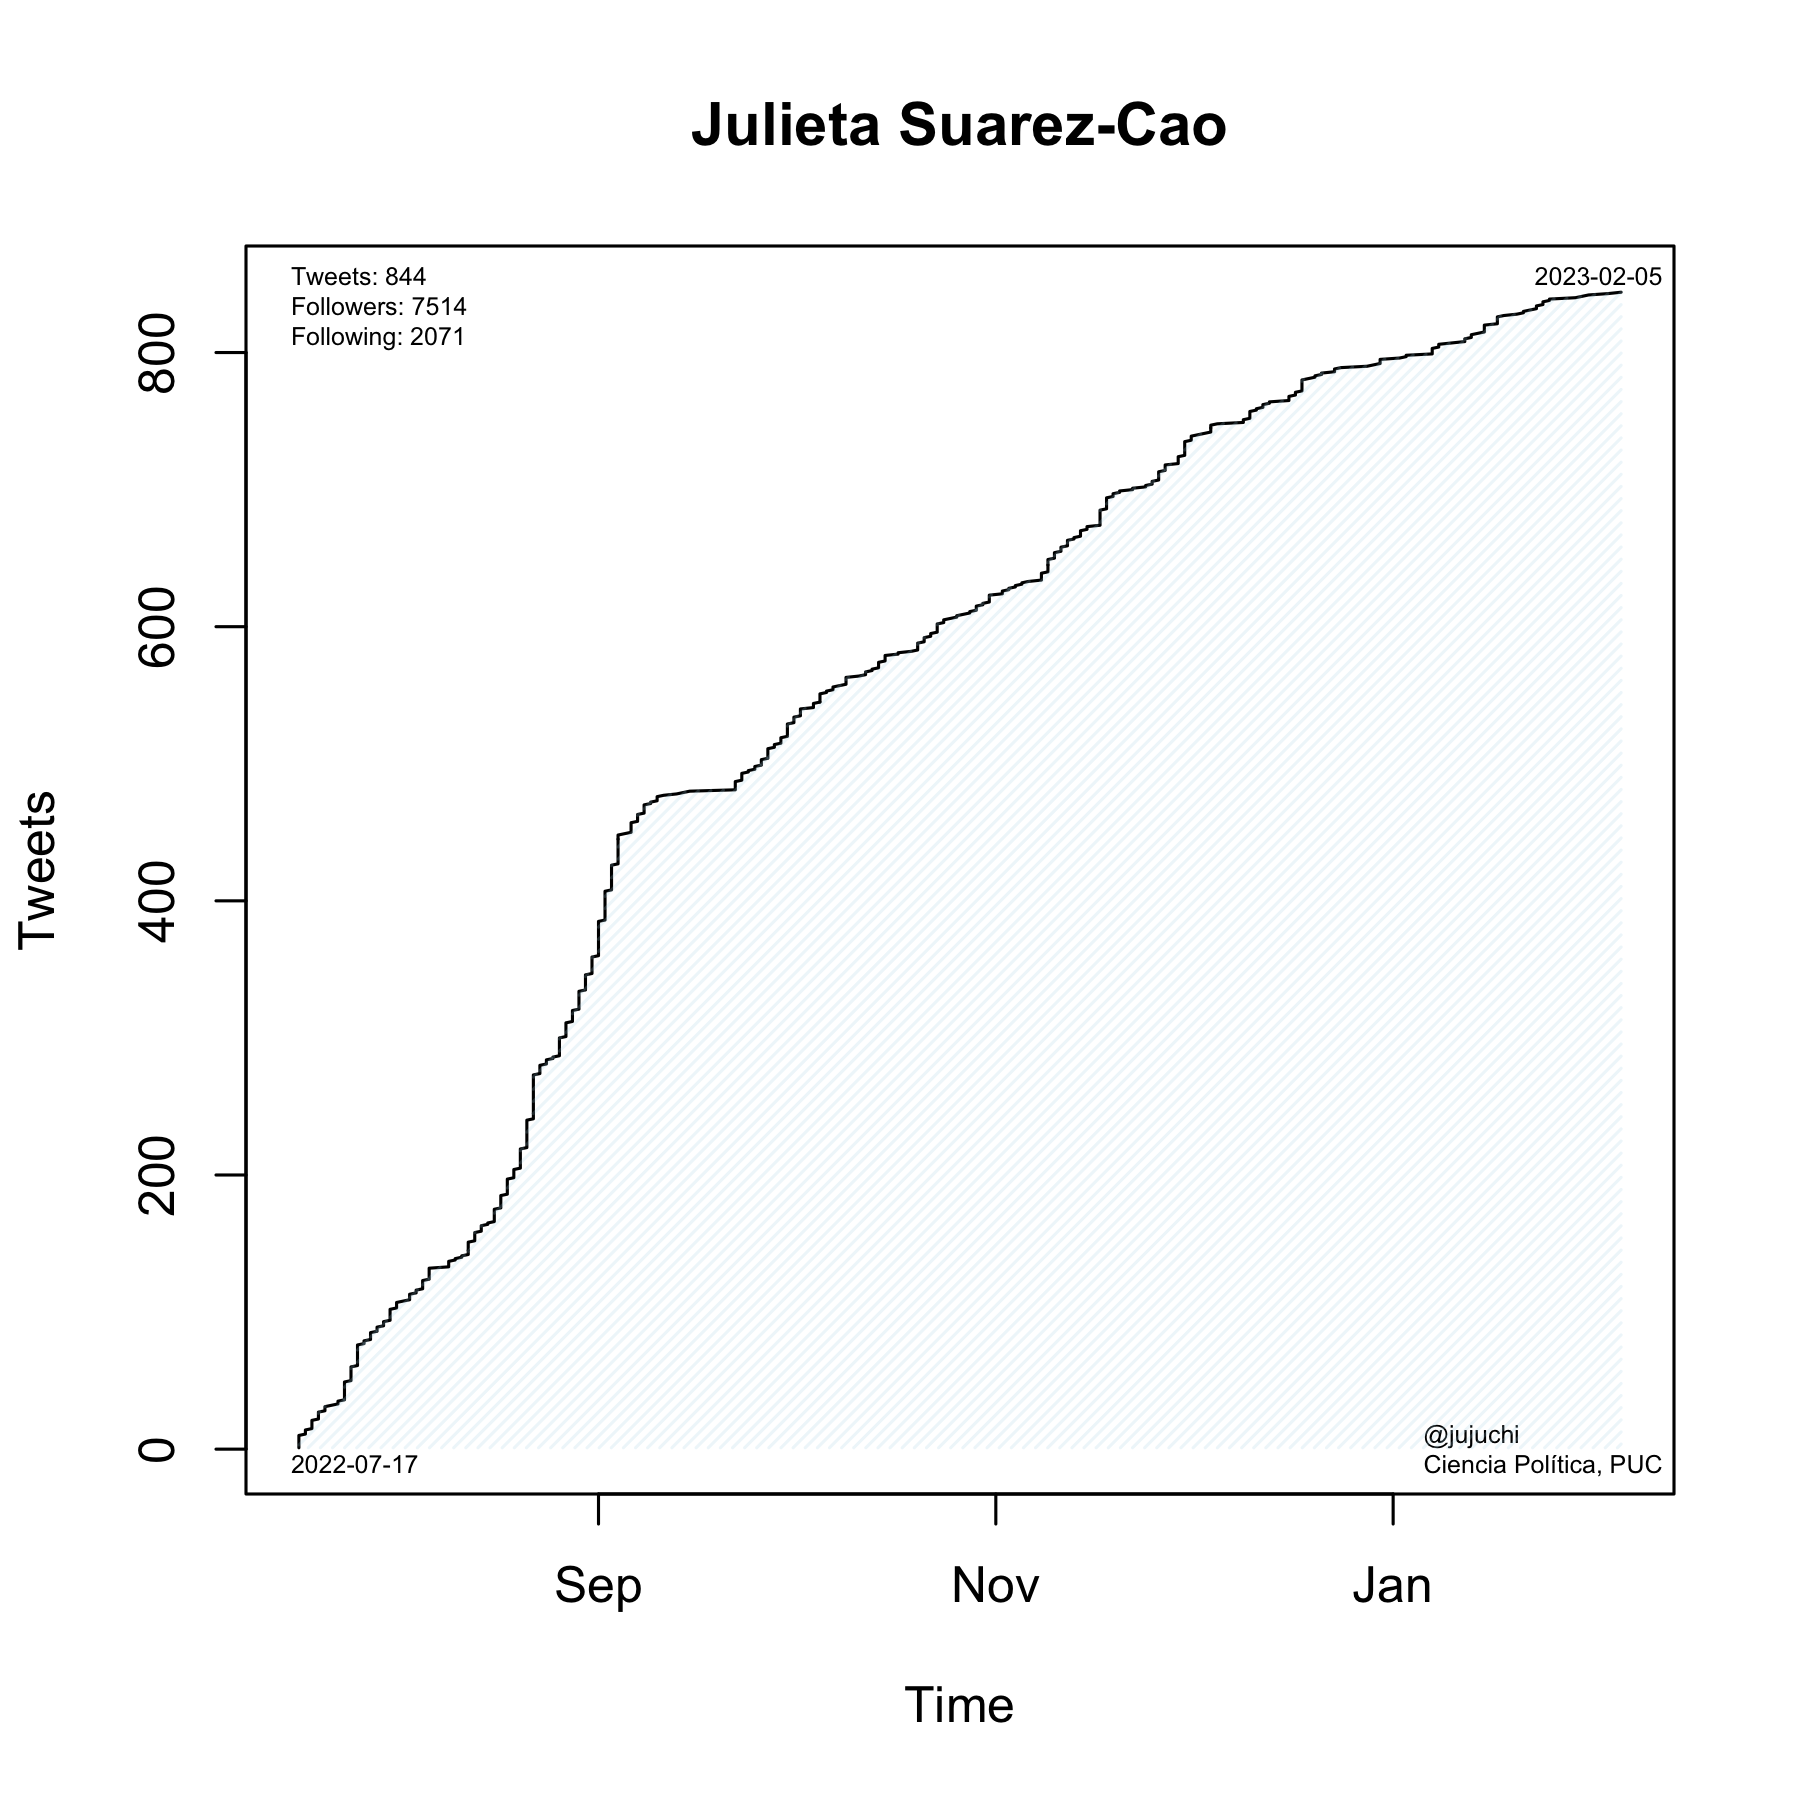 Julieta Suarez-Cao
Tweets: 844
Followers: 7514
Following: 2071
2023-02-05
800
600
400
200
0
Tweets
@jujuchi
Ciencia Política, PUC
2022-07-17
Sep
Nov
Jan
Time